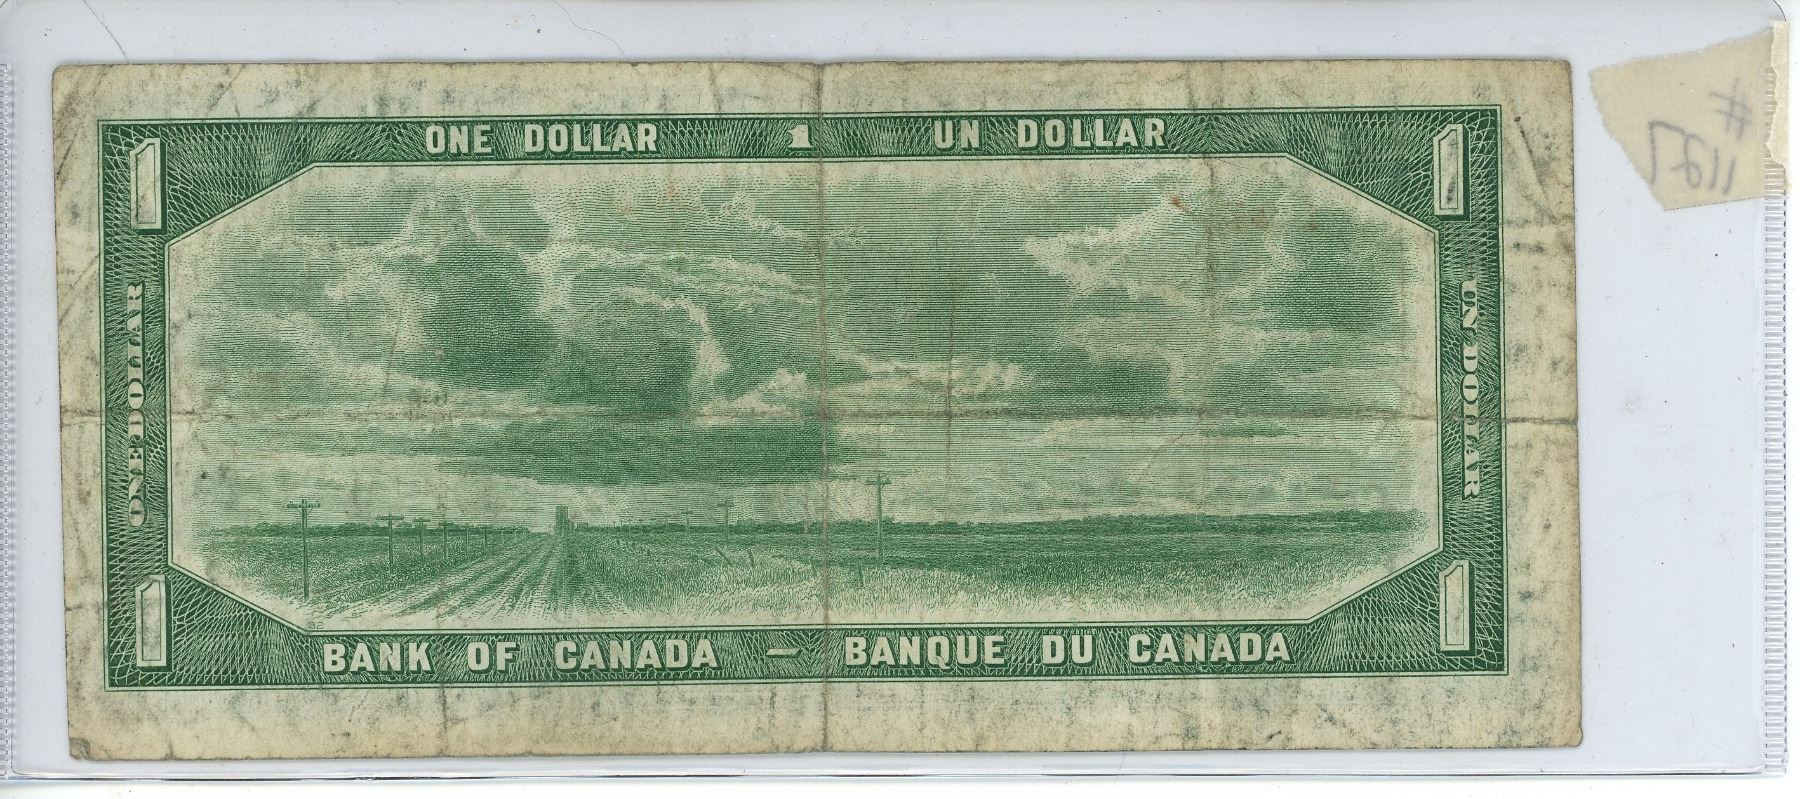 ONE DOLLAR 1 UN DOLLAR
1 1
ONE DOLLAR
UN DOLLAR
#
1197
1 1
32
BANK OF CANADA - BANQUE DU CANADA